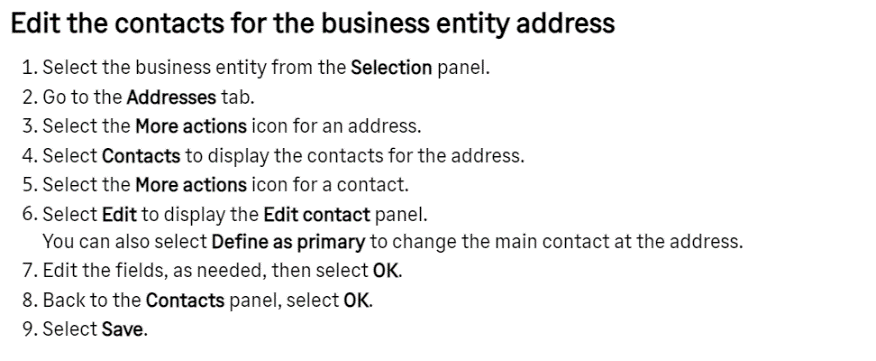 Edit the contacts for the business entity address
1. Select the business entity from the Selection panel.
2. Go to the Addresses tab.
3. Select the More actions icon for an address.
4. Select Contacts to display the contacts for the address.
5. Select the More actions icon for a contact.
6. Select Edit to display the Edit contact panel.
You can also select Define as primary to change the main contact at the address.
7. Edit the fields, as needed, then select OK.
8. Back to the Contacts panel, select OK.
9. Select Save.